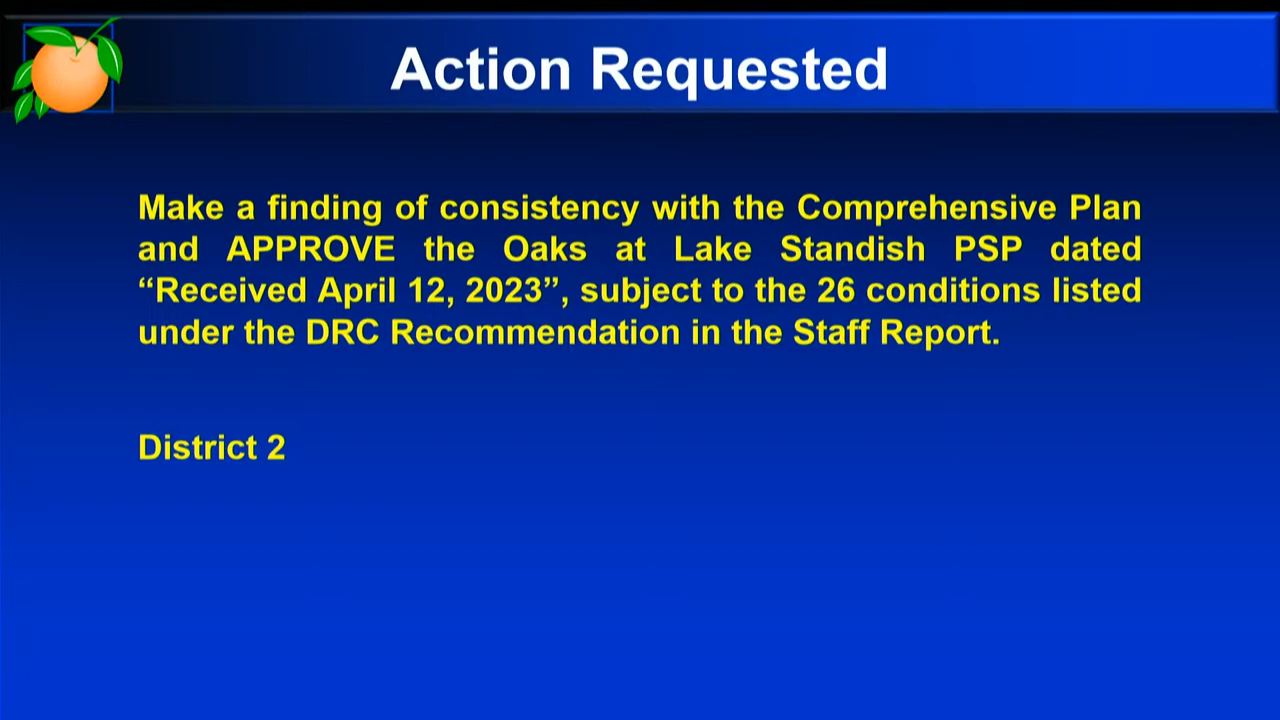 Action Requested
Make a finding of consistency with the Comprehensive Plan
and APPROVE the Oaks at Lake Standish PSP dated
“Received April 12, 2023”, subject to the 26 conditions listed
under the DRC Recommendation in the Staff Report.
District 2